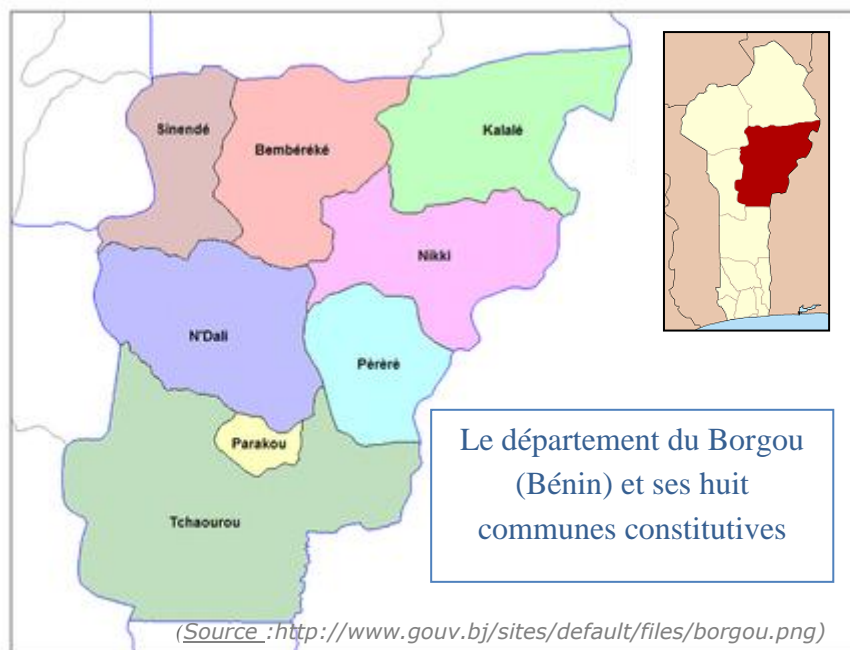 Sinendé
Bembéréké
Kalalé
Nikki
N'Dali
Pèrèrè
Parakou
Tchaourou
Le département du Borgou
(Bénin) et ses huit
communes constitutives
(Source :http://www.gouv.bj/sites/default/files/borgou.png)